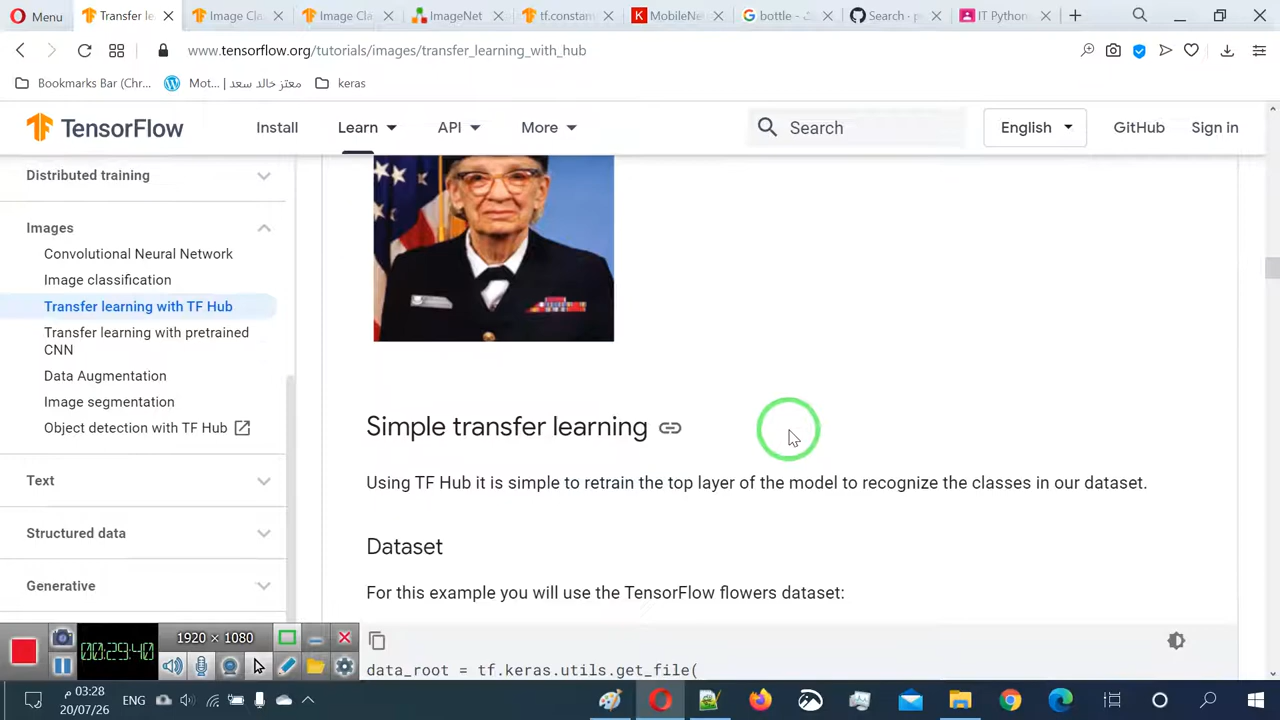 Menu
Transfer le
Image Cl
Image Cla
ImageNet
tf.constan
MobileNe
bottle -
Search · p
IT Python
www.tensorflow.org/tutorials/images/transfer_learning_with_hub
Bookmarks Bar (Chr...
Mot... | معتز خالد سعد
keras
TensorFlow
Install
Learn
API
More
Search
English
GitHub
Sign in
Distributed training
Images
Convolutional Neural Network
Image classification
Transfer learning with TF Hub
Transfer learning with pretrained
CNN
Data Augmentation
Image segmentation
Object detection with TF Hub
Text
Structured data
Generative
Simple transfer learning
Using TF Hub it is simple to retrain the top layer of the model to recognize the classes in our dataset.
Dataset
For this example you will use the TensorFlow flowers dataset:
data_root = tf.keras.utils.get_file(
00:29:40
1920 × 1080
03:28 م
20/07/26
ENG